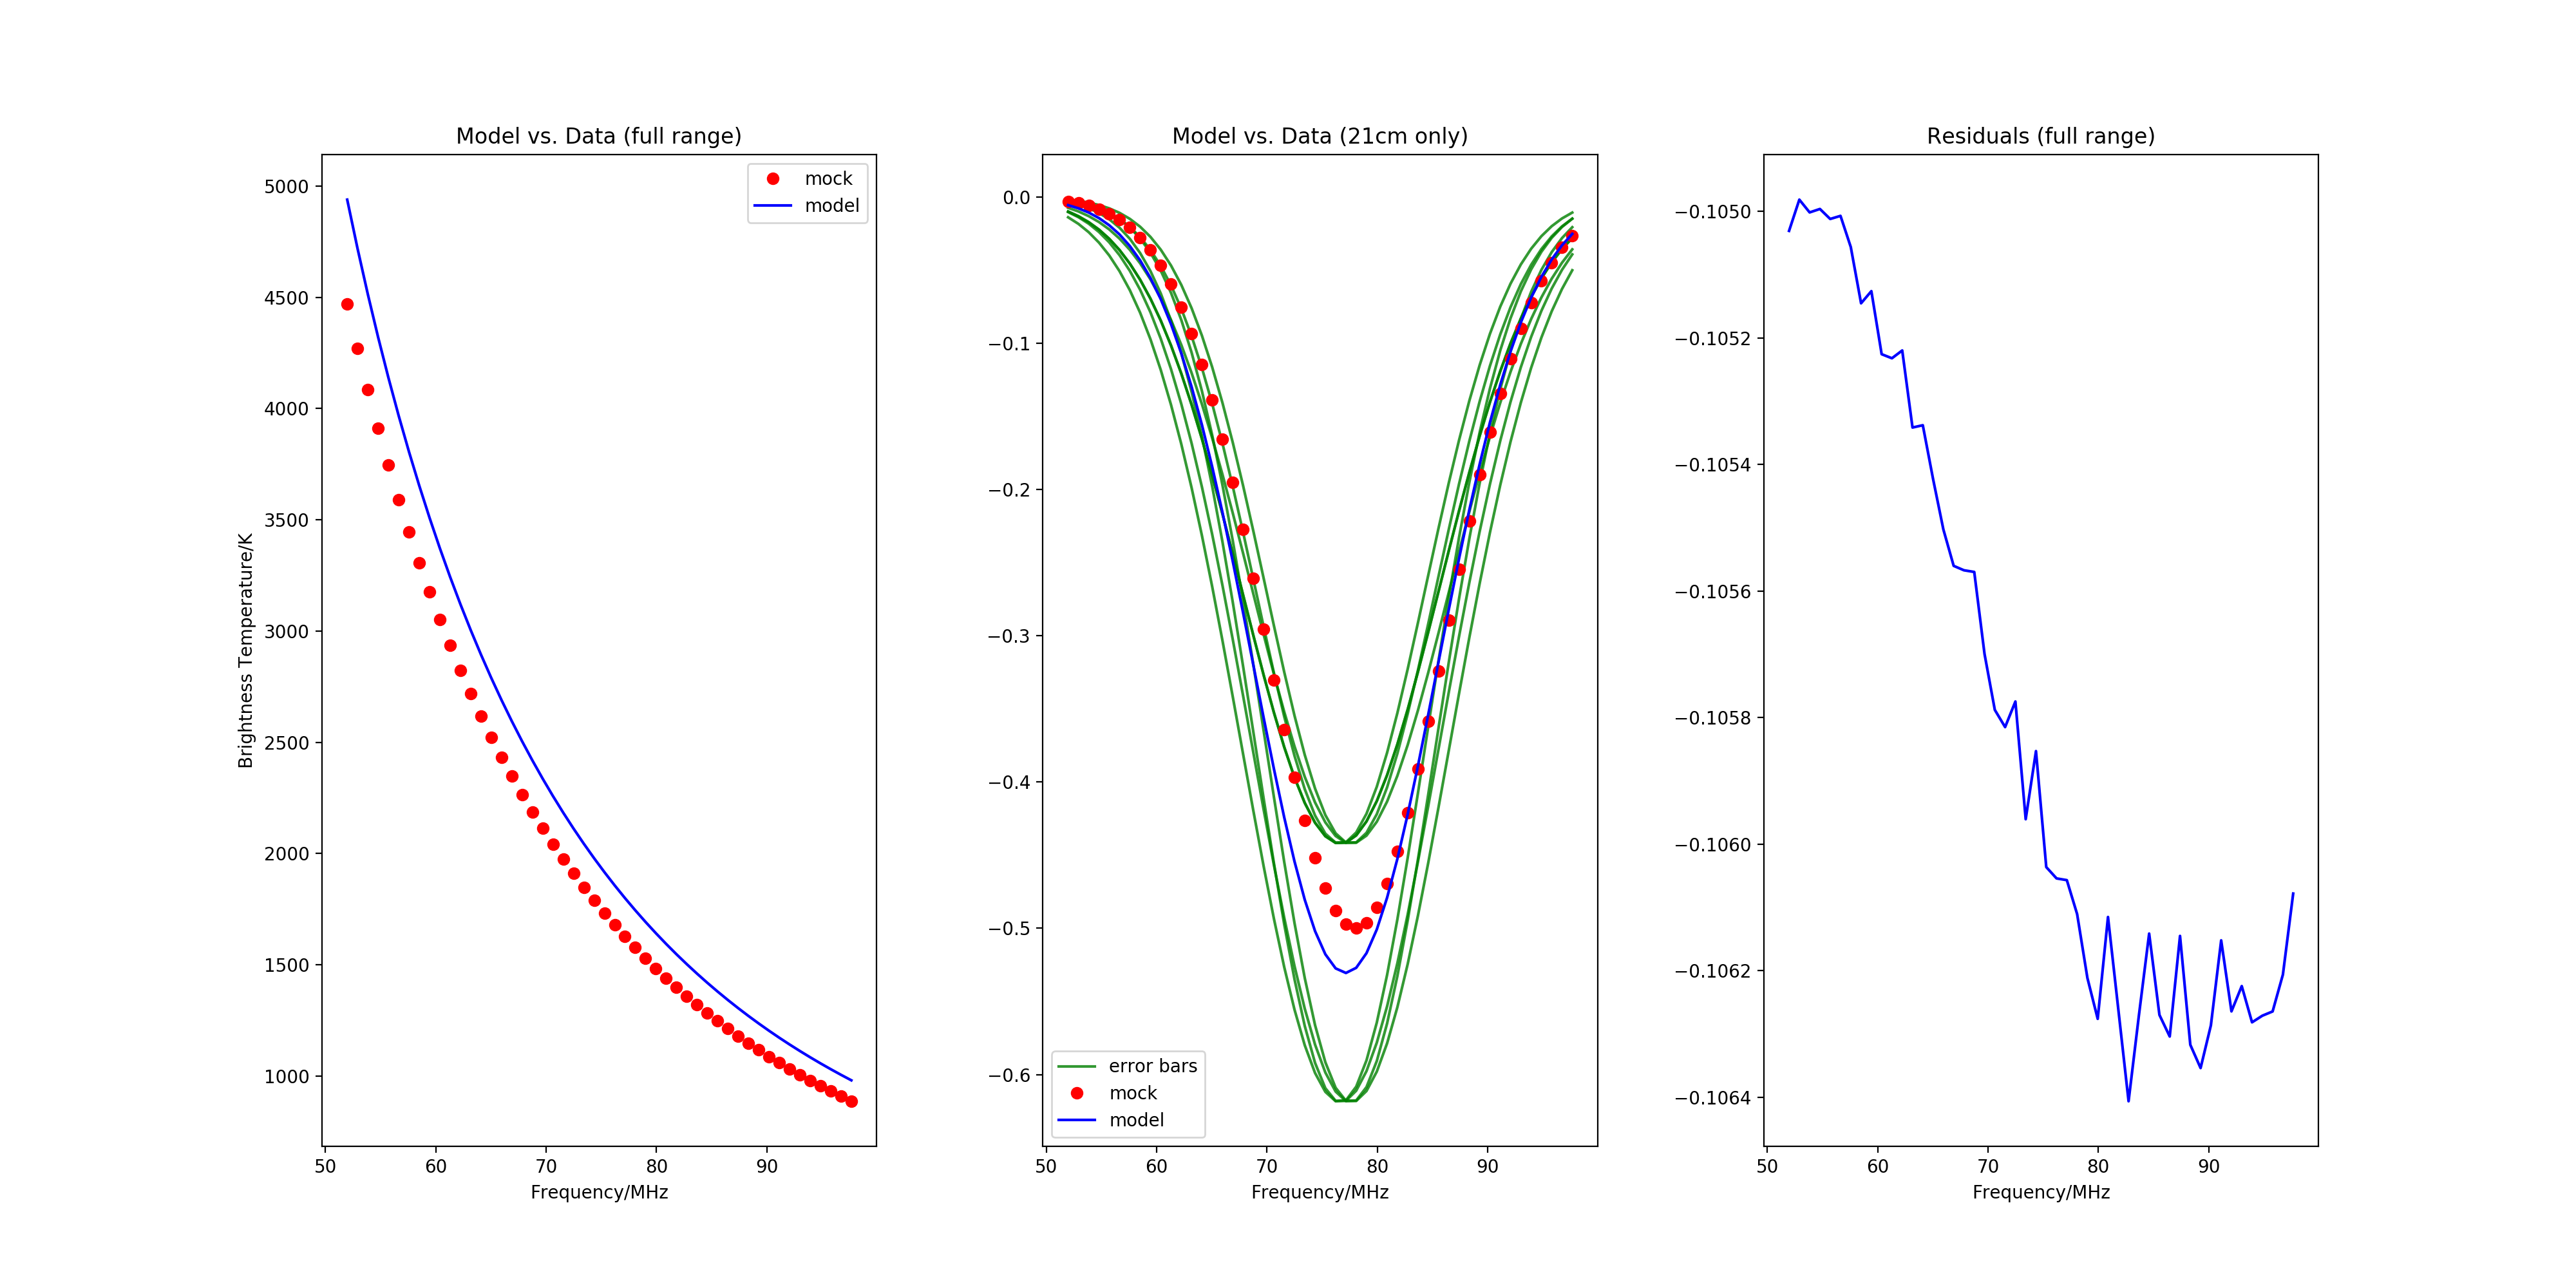 Model vs. Data (full range)
Brightness Temperature/K
5000
4500
4000
3500
3000
2500
2000
1500
1000
mock
model
50 60 70 80 90
Frequency/MHz
Model vs. Data (21cm only)
0.0
−0.1
−0.2
−0.3
−0.4
−0.5
−0.6
error bars
mock
model
50 60 70 80 90
Frequency/MHz
Residuals (full range)
−0.1050
−0.1052
−0.1054
−0.1056
−0.1058
−0.1060
−0.1062
−0.1064
50 60 70 80 90
Frequency/MHz